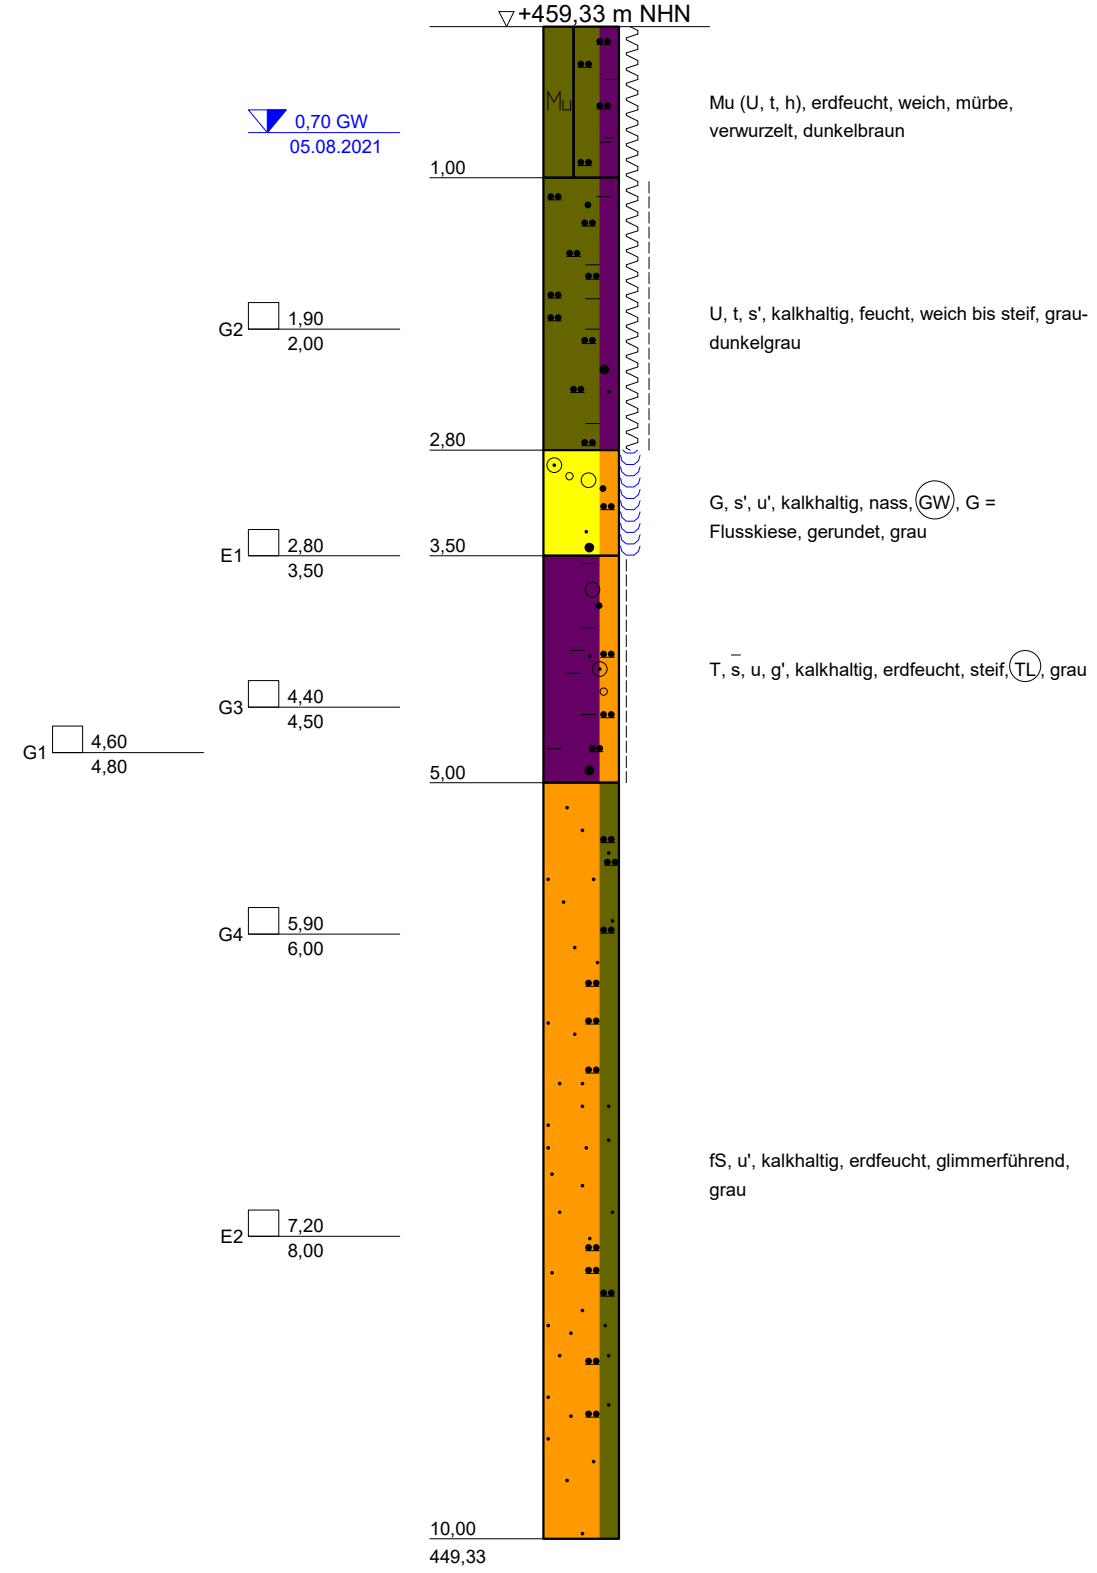 +459,33 m NHN
Mu
Mu (U, t, h), erdfeucht, weich, mürbe,
verwurzelt, dunkelbraun
0,70 GW
05.08.2021
1,00
G2 1,90
2,00
U, t, s', kalkhaltig, feucht, weich bis steif, grau-
dunkelgrau
2,80
G, s', u', kalkhaltig, nass, GW, G =
Flusskiese, gerundet, grau
E1 2,80
3,50
3,50
T, s̅, u, g', kalkhaltig, erdfeucht, steif, TL, grau
G3 4,40
4,50
G1 4,60
4,80
5,00
G4 5,90
6,00
fS, u', kalkhaltig, erdfeucht, glimmerführend,
grau
E2 7,20
8,00
10,00
449,33